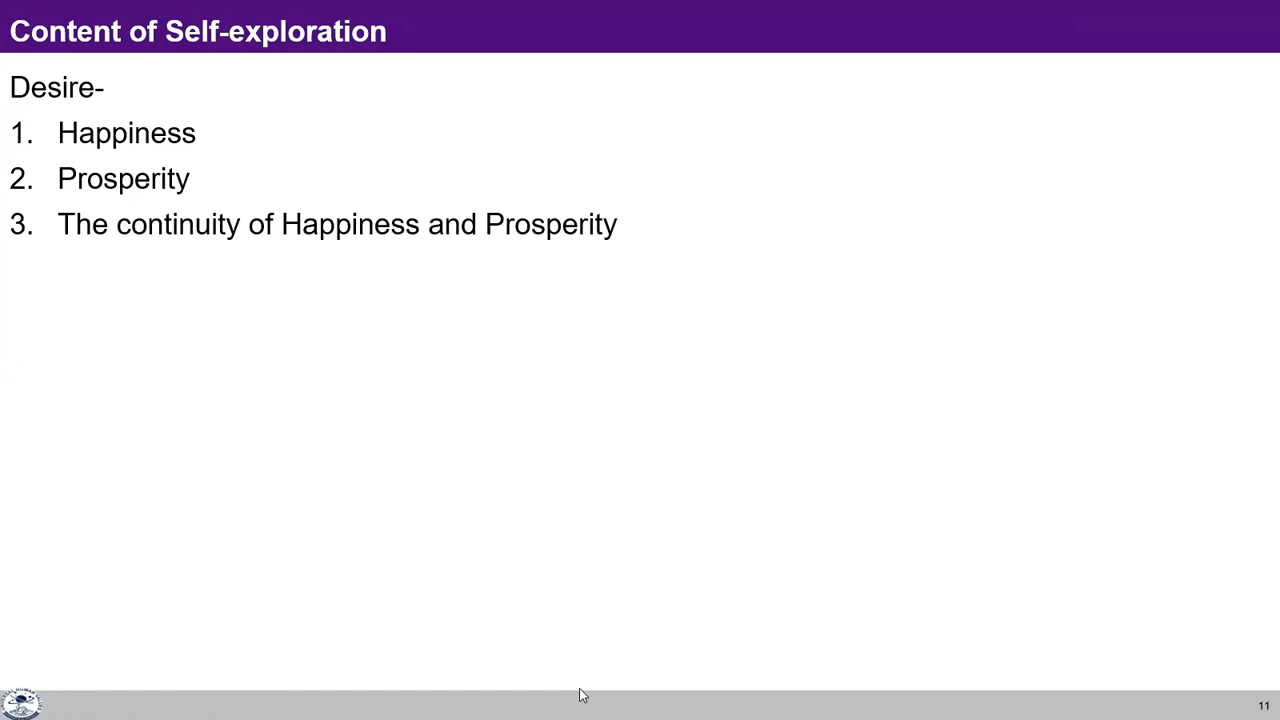 Content of Self-exploration
Desire-
1. Happiness
2. Prosperity
3. The continuity of Happiness and Prosperity
11